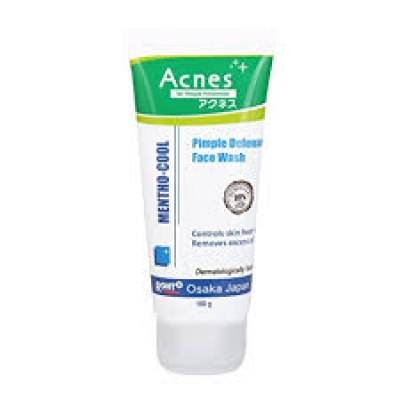 Acnes
アクネス
MENTHO-COOL
Pimple Defense
Face Wash
Controls skin
Removes excess
Dermatologically
ROHTO
Osaka Japan
100 g